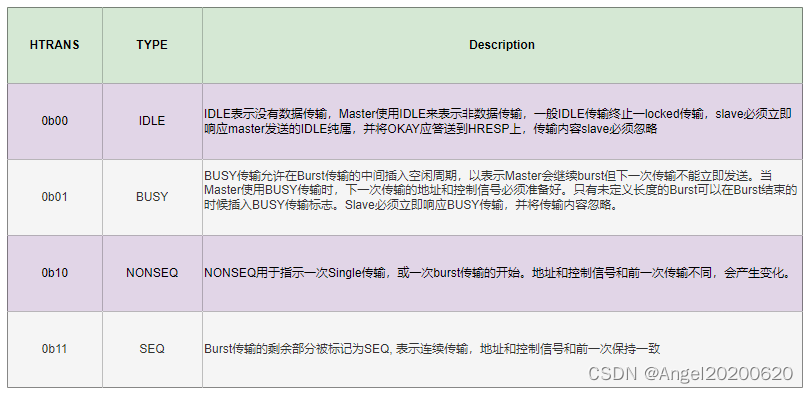 HTRANS TYPE Description
0b00 IDLE
IDLE表示没有数据传输，Master使用IDLE来表示非数据传输，一般IDLE传输终止一locked传输，slave必须立即
响应master发送的IDLE纯属，并将OKAY应答送到HRESP上，传输内容slave必须忽略
0b01 BUSY
BUSY传输允许在Burst传输的中间插入空闲周期，以表示Master会继续burst但下一次传输不能立即发送。当
Master使用BUSY传输时，下一次传输的地址和控制信号必须准备好。只有未定义长度的Burst可以在Burst结束的
时候插入BUSY传输标志。Slave必须立即响应BUSY传输，并将传输内容忽略。
0b10 NONSEQ NONSEQ用于指示一次Single传输，或一次burst传输的开始。地址和控制信号和前一次传输不同，会产生变化。
0b11 SEQ Burst传输的剩余部分被标记为SEQ, 表示连续传输，地址和控制信号和前一次保持一致
CSDN @Angel20200620